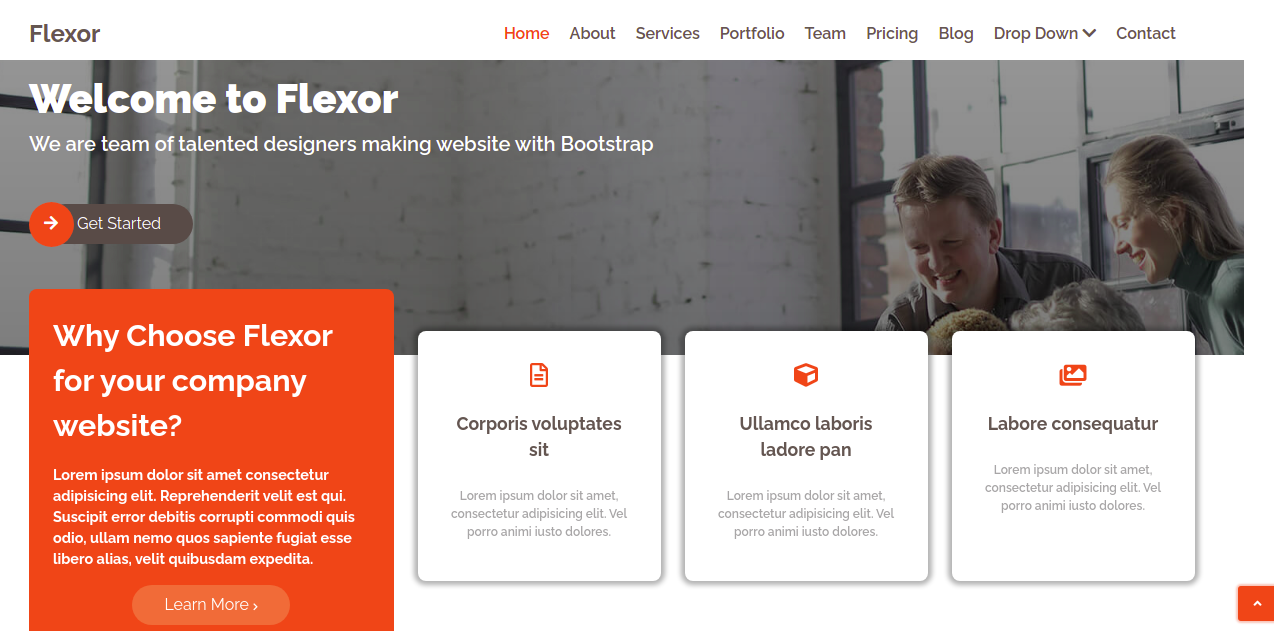 Flexor
Home About Services Portfolio Team Pricing Blog Drop Down Contact
Welcome to Flexor
We are team of talented designers making website with Bootstrap
Get Started
Why Choose Flexor
for your company
website?
Lorem ipsum dolor sit amet consectetur
adipisicing elit. Reprehenderit velit est qui.
Suscipit error debitis corrupti commodi quis
odio, ullam nemo quos sapiente fugiat esse
libero alias, velit quibusdam expedita.
Learn More ›
Corporis voluptates
sit
Lorem ipsum dolor sit amet,
consectetur adipisicing elit. Vel
porro animi iusto dolores.
Ullamco laboris
ladore pan
Lorem ipsum dolor sit amet,
consectetur adipisicing elit. Vel
porro animi iusto dolores.
Labore consequatur
Lorem ipsum dolor sit amet,
consectetur adipisicing elit. Vel
porro animi iusto dolores.